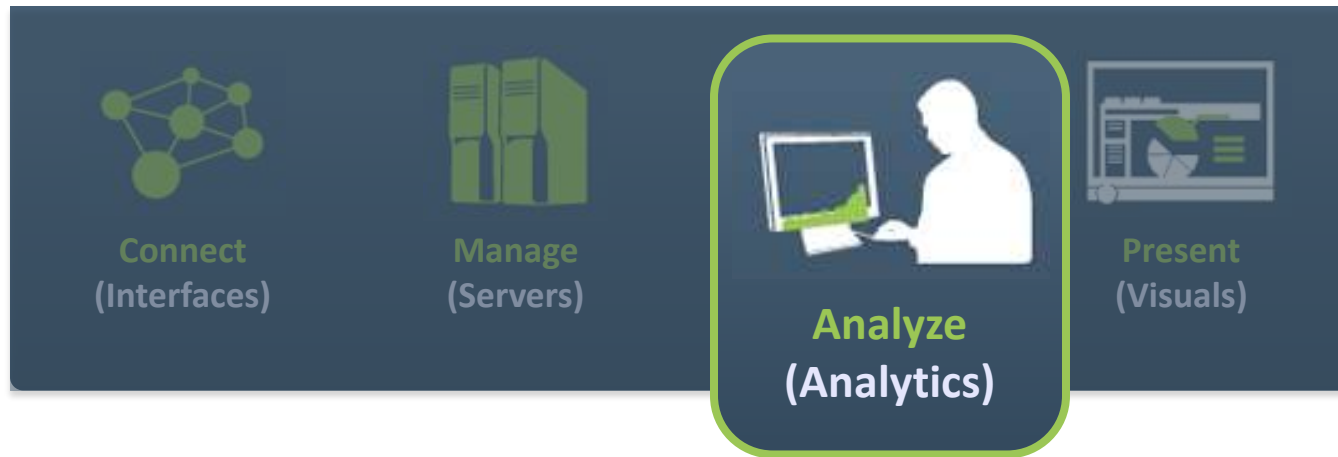 Connect
(Interfaces)
Manage
(Servers)
Analyze
(Analytics)
Present
(Visuals)